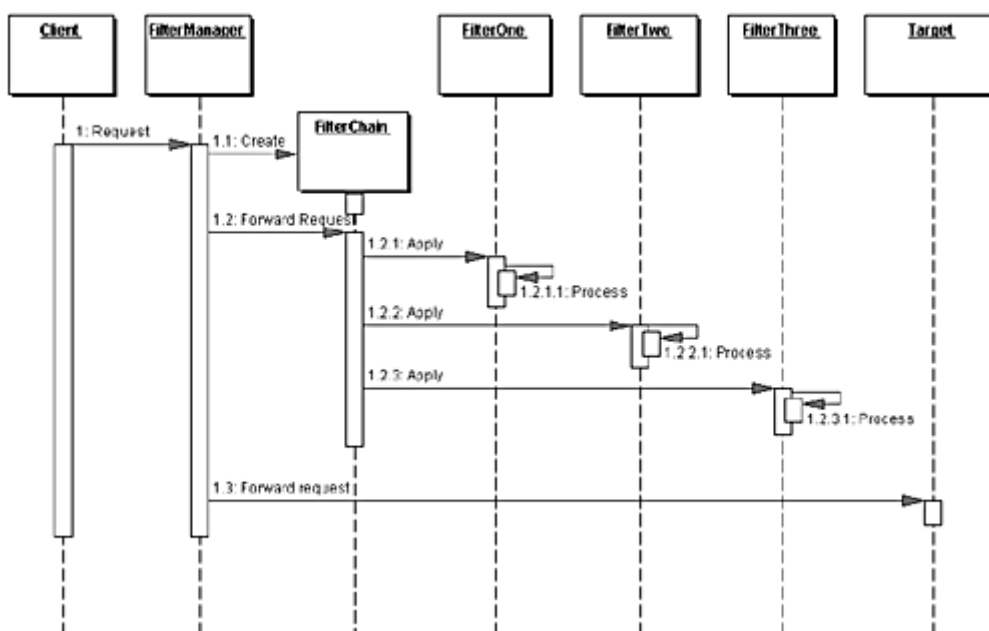 Client
FilterManager
FilterOne
FilterTwo
FilterThree
Target
FilterChain
1: Request
1.1: Create
1.2: Forward Request
1.2.1: Apply
1.2.1.1: Process
1.2.2: Apply
1.2.2.1: Process
1.2.3: Apply
1.2.3.1: Process
1.3: Forward request